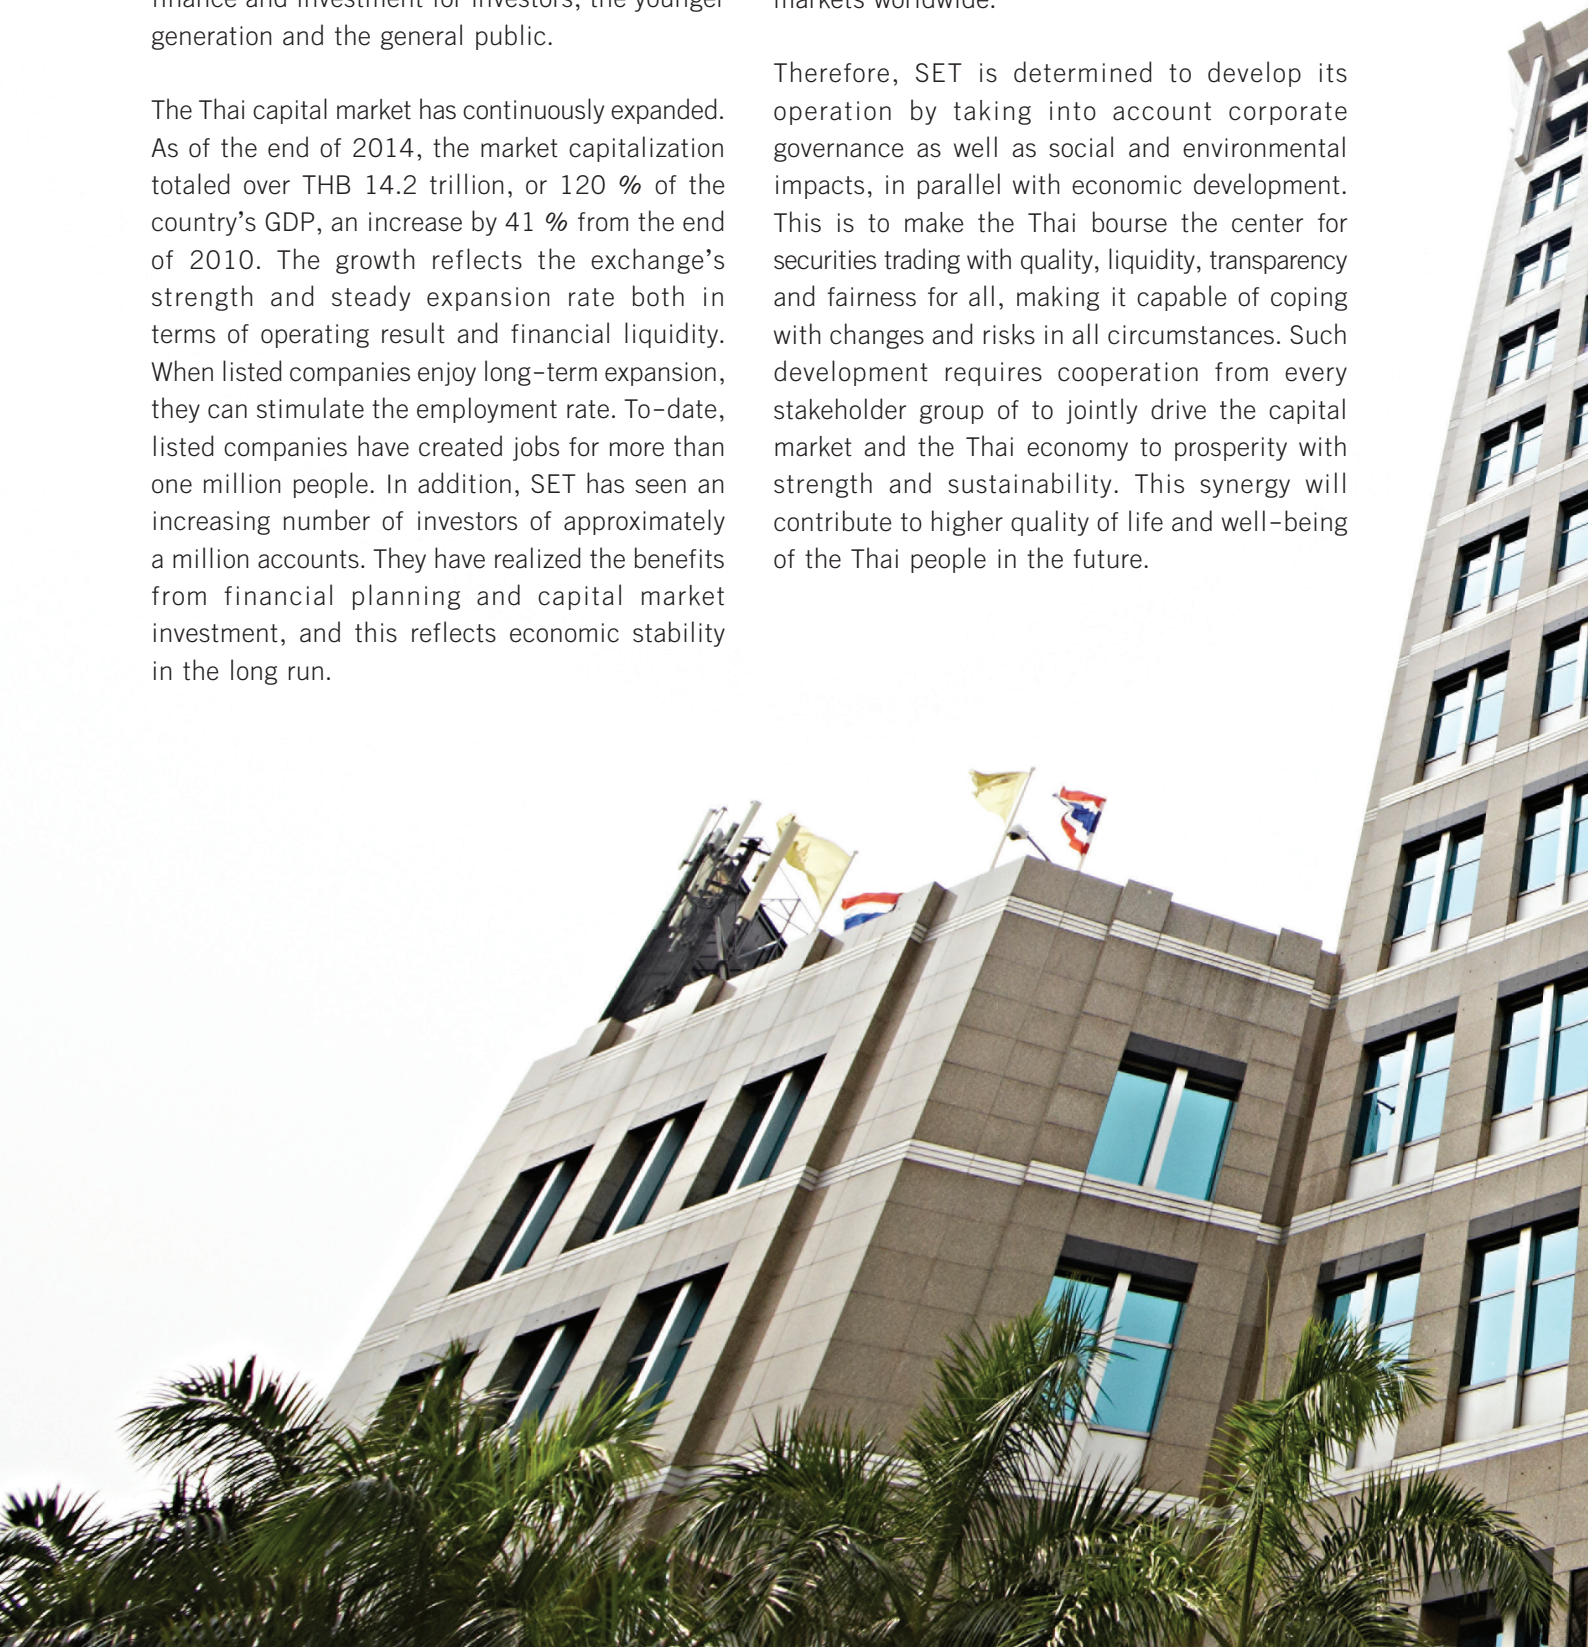 finance and investment for investors, the younger
generation and the general public.
The Thai capital market has continuously expanded.
As of the end of 2014, the market capitalization
totaled over THB 14.2 trillion, or 120 % of the
country's GDP, an increase by 41 % from the end
of 2010. The growth reflects the exchange's
strength and steady expansion rate both in
terms of operating result and financial liquidity.
When listed companies enjoy long-term expansion,
they can stimulate the employment rate. To-date,
listed companies have created jobs for more than
one million people. In addition, SET has seen an
increasing number of investors of approximately
a million accounts. They have realized the benefits
from financial planning and capital market
investment, and this reflects economic stability
in the long run.
markets worldwide.
Therefore, SET is determined to develop its
operation by taking into account corporate
governance as well as social and environmental
impacts, in parallel with economic development.
This is to make the Thai bourse the center for
securities trading with quality, liquidity, transparency
and fairness for all, making it capable of coping
with changes and risks in all circumstances. Such
development requires cooperation from every
stakeholder group of to jointly drive the capital
market and the Thai economy to prosperity with
strength and sustainability. This synergy will
contribute to higher quality of life and well-being
of the Thai people in the future.